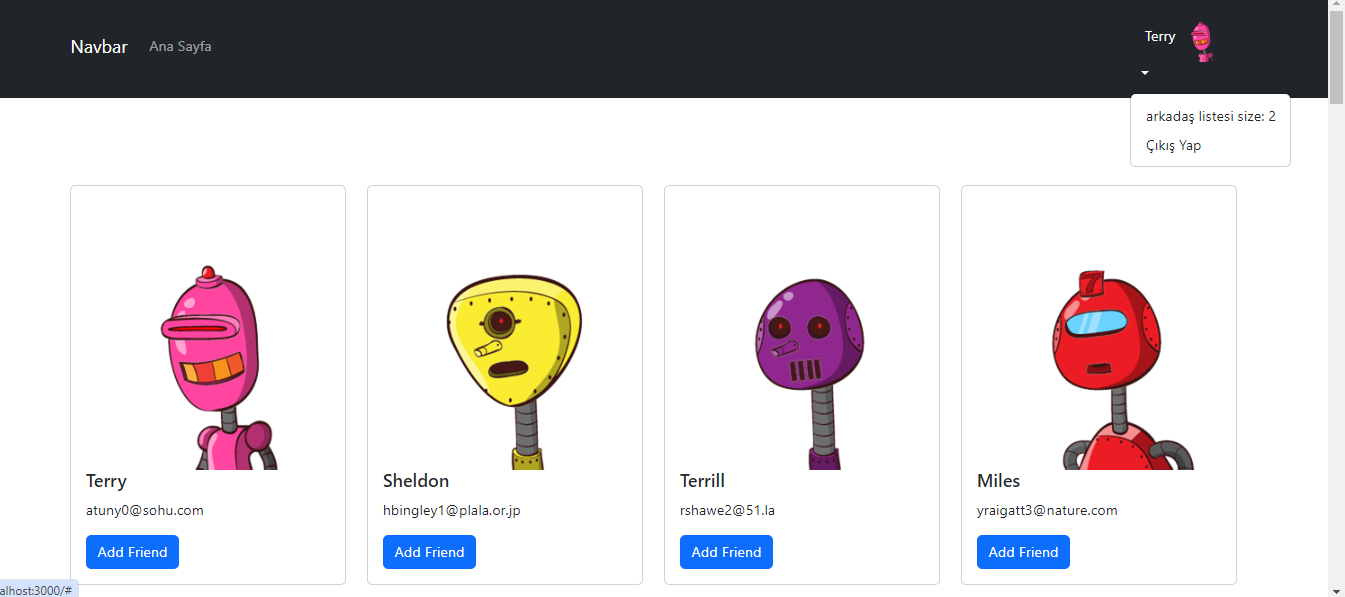 Navbar Ana Sayfa Terry
arkadaş listesi size: 2
Çıkış Yap
7
Terry Sheldon Terrill Miles
atuny0@sohu.com hbingley1@plala.or.jp rshawe2@51.la yraigatt3@nature.com
Add Friend Add Friend Add Friend Add Friend
alhost:3000/#